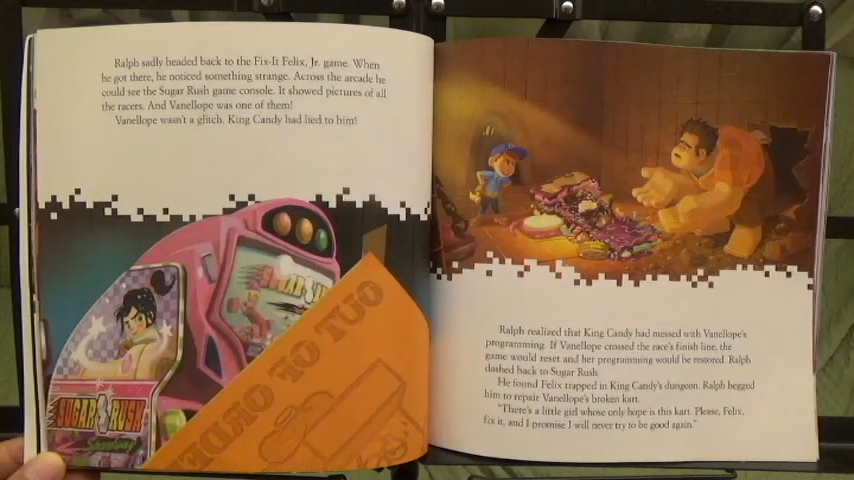 Ralph sadly headed back to the Fix-It Felix, Jr. game. When
he got there, he noticed something strange. Across the arcade he
could see the Sugar Rush game console. It showed pictures of all
the racers. And Vanellope was one of them!
Vanellope wasn't a glitch. King Candy had lied to him!
SUGAR RUSH
Speedway
OUT OF ORDE
Ralph realized that King Candy had messed with Vanellope's
programming. If Vanellope crossed the race's finish line, the
game would reset and her programming would be restored. Ralph
dashed back to Sugar Rush.
He found Felix trapped in King Candy's dungeon. Ralph begged
him to repair Vanellope's broken kart.
"There's a little girl whose only hope is this kart. Please, Felix,
fix it, and I promise I will never try to be good again."